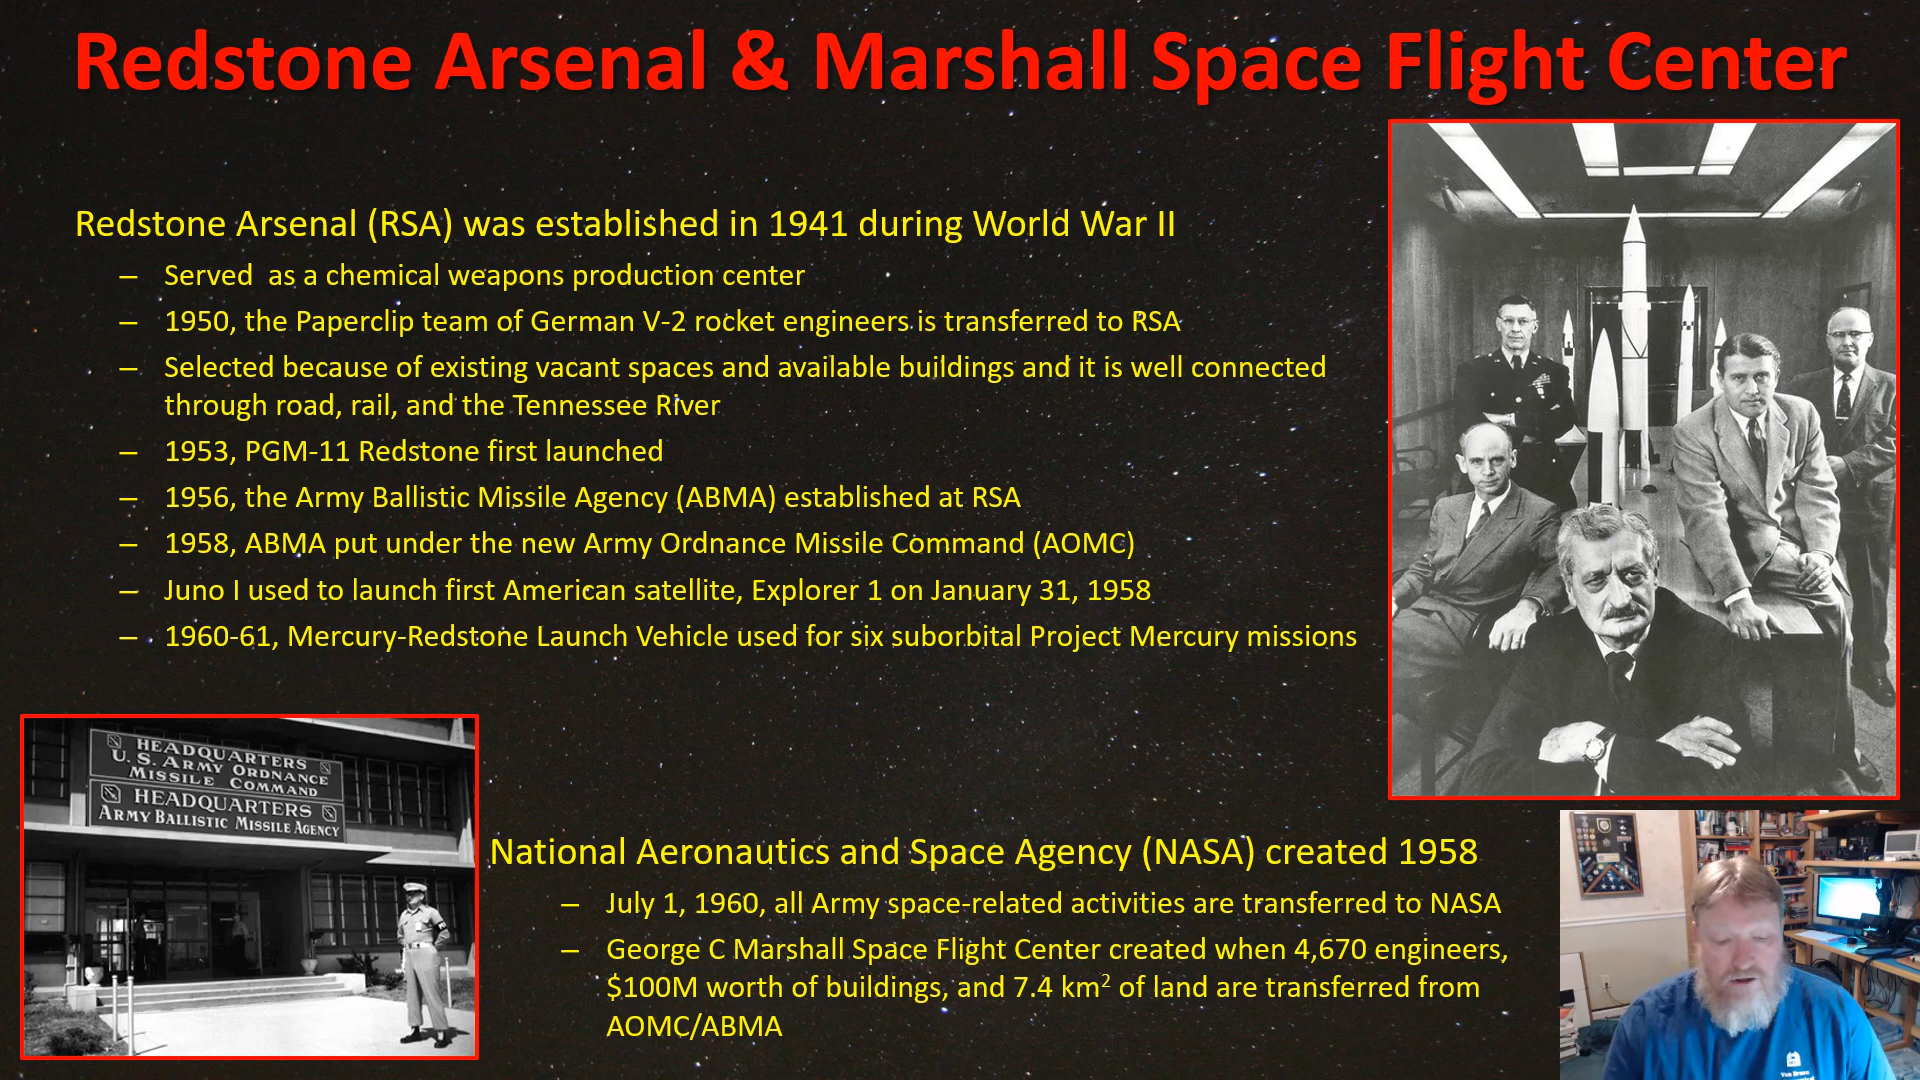 Redstone Arsenal & Marshall Space Flight Center
Redstone Arsenal (RSA) was established in 1941 during World War II
– Served  as a chemical weapons production center
– 1950, the Paperclip team of German V-2 rocket engineers is transferred to RSA
– Selected because of existing vacant spaces and available buildings and it is well connected
through road, rail, and the Tennessee River
– 1953, PGM-11 Redstone first launched
– 1956, the Army Ballistic Missile Agency (ABMA) established at RSA
– 1958, ABMA put under the new Army Ordnance Missile Command (AOMC)
– Juno I used to launch first American satellite, Explorer 1 on January 31, 1958
– 1960-61, Mercury-Redstone Launch Vehicle used for six suborbital Project Mercury missions
HEADQUARTERS
U. S. ARMY ORDNANCE
MISSILE COMMAND
HEADQUARTERS
ARMY BALLISTIC MISSILE AGENCY
National Aeronautics and Space Agency (NASA) created 1958
– July 1, 1960, all Army space-related activities are transferred to NASA
– George C Marshall Space Flight Center created when 4,670 engineers,
$100M worth of buildings, and 7.4 km² of land are transferred from
AOMC/ABMA
Von Braun